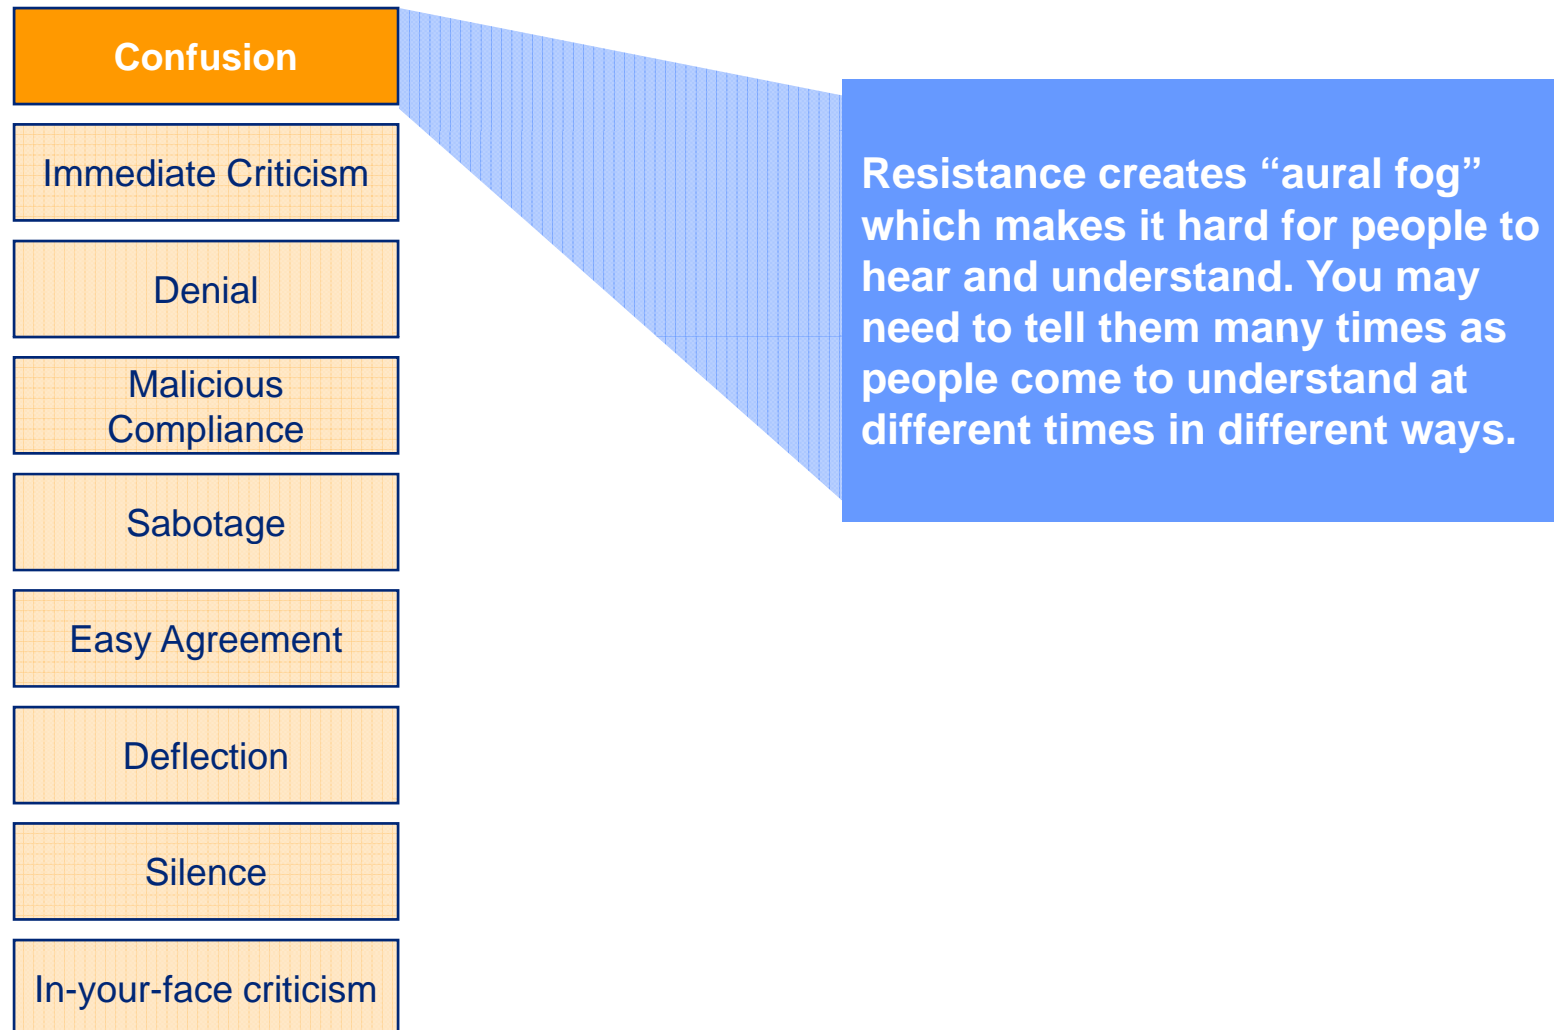 Confusion
Immediate Criticism
Denial
Malicious
Compliance
Sabotage
Easy Agreement
Deflection
Silence
In-your-face criticism
Resistance creates “aural fog”
which makes it hard for people to
hear and understand. You may
need to tell them many times as
people come to understand at
different times in different ways.